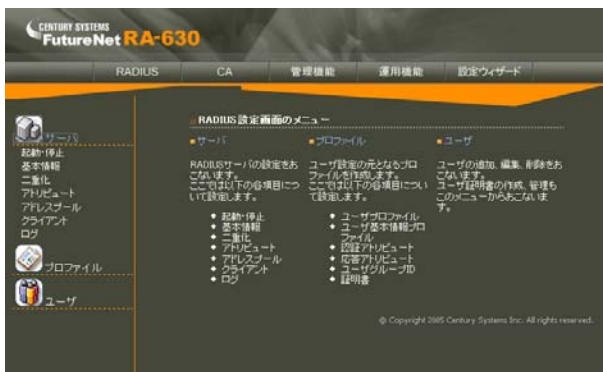 CENTURY SYSTEMS
FutureNet RA-630
RADIUS CA 管理機能 運用機能 設定ウィザード
サーバ
起動・停止
基本情報
二重化
アトリビュート
アドレスプール
クライアント
ログ
プロファイル
ユーザ
RADIUS設定画面のメニュー
サーバ
RADIUSサーバの設定をお
こないます。
ここでは以下の各項目につ
いて設定します。
起動・停止
基本情報
二重化
アトリビュート
アドレスプール
クライアント
ログ
プロファイル
ユーザ設定の元となるプロ
ファイルを作成します。
ここでは以下の各項目につい
て設定します。
ユーザプロファイル
ユーザ基本情報プロ
ファイル
認証アトリビュート
応答アトリビュート
ユーザグループID
証明書
ユーザ
ユーザの追加、編集、削除をお
こないます。
ユーザ証明書の作成、管理も
このメニューからおこないま
す。
© Copyright 2005 Century Systems Inc. All rights reserved.